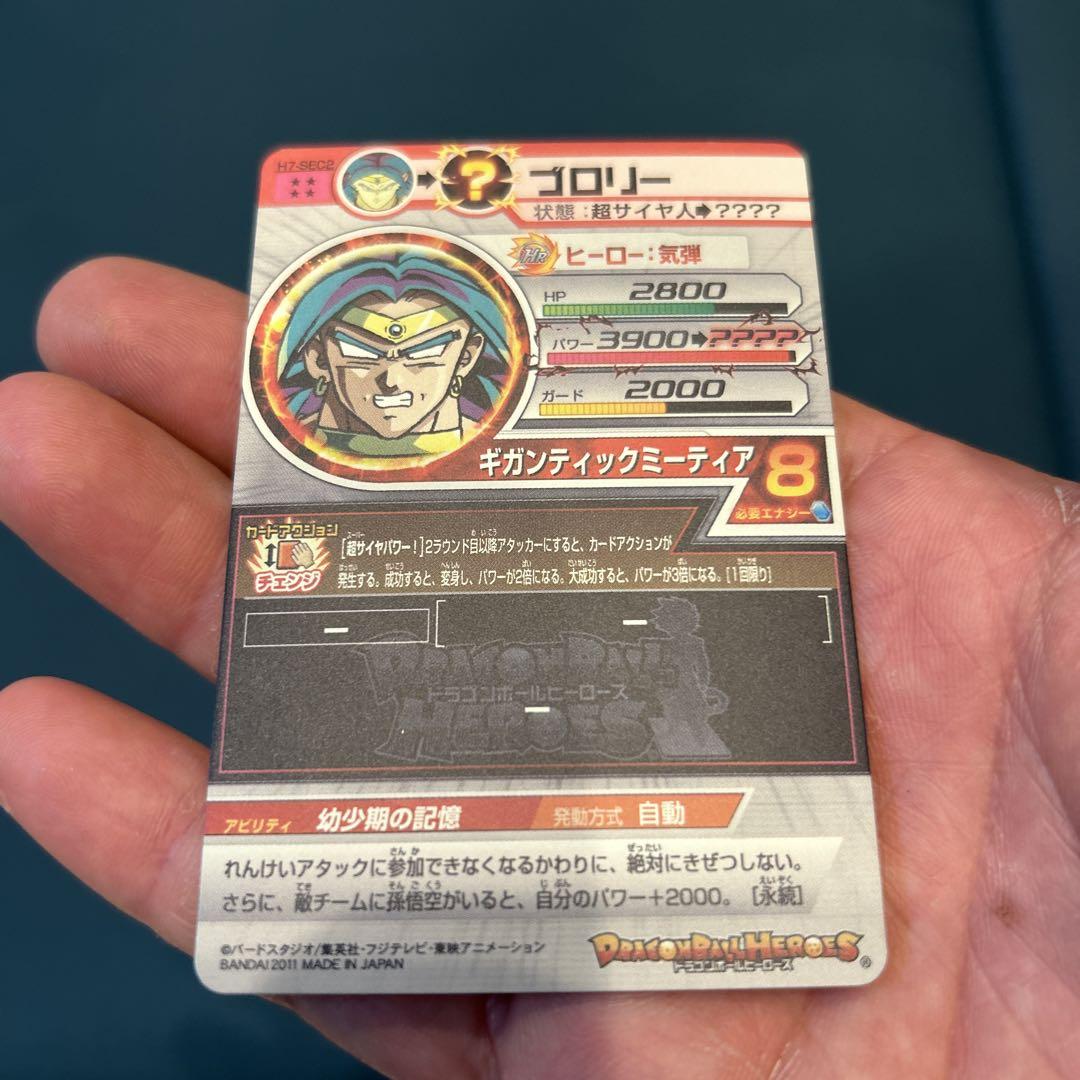 H7-SEC2
ブロリー
状態:超サイヤ人➡????
HR ヒーロー:気弾
HP 2800
パワー 3900➡????
ガード 2000
ギガンティックミーティア
8
必要エナジー
カードアクション
チェンジ
[超サイヤパワー!]2ラウンド目以降アタッカーにすると、カードアクションが
発生する。成功すると、変身し、パワーが2倍になる。大成功すると、パワーが3倍になる。[1回限り]
ー
ー
DRAGON BALL
ドラゴンボールヒーローズ
HEROES
ー
アビリティ 幼少期の記憶 発動方式 自動
れんけいアタックに参加できなくなるかわりに、絶対にきぜつしない。
さらに、敵チームに孫悟空がいると、自分のパワー+2000。[永続]
©バードスタジオ/集英社・フジテレビ・東映アニメーション
BANDAI 2011 MADE IN JAPAN
DRAGONBALL HEROES
ドラゴンボールヒーローズ
®